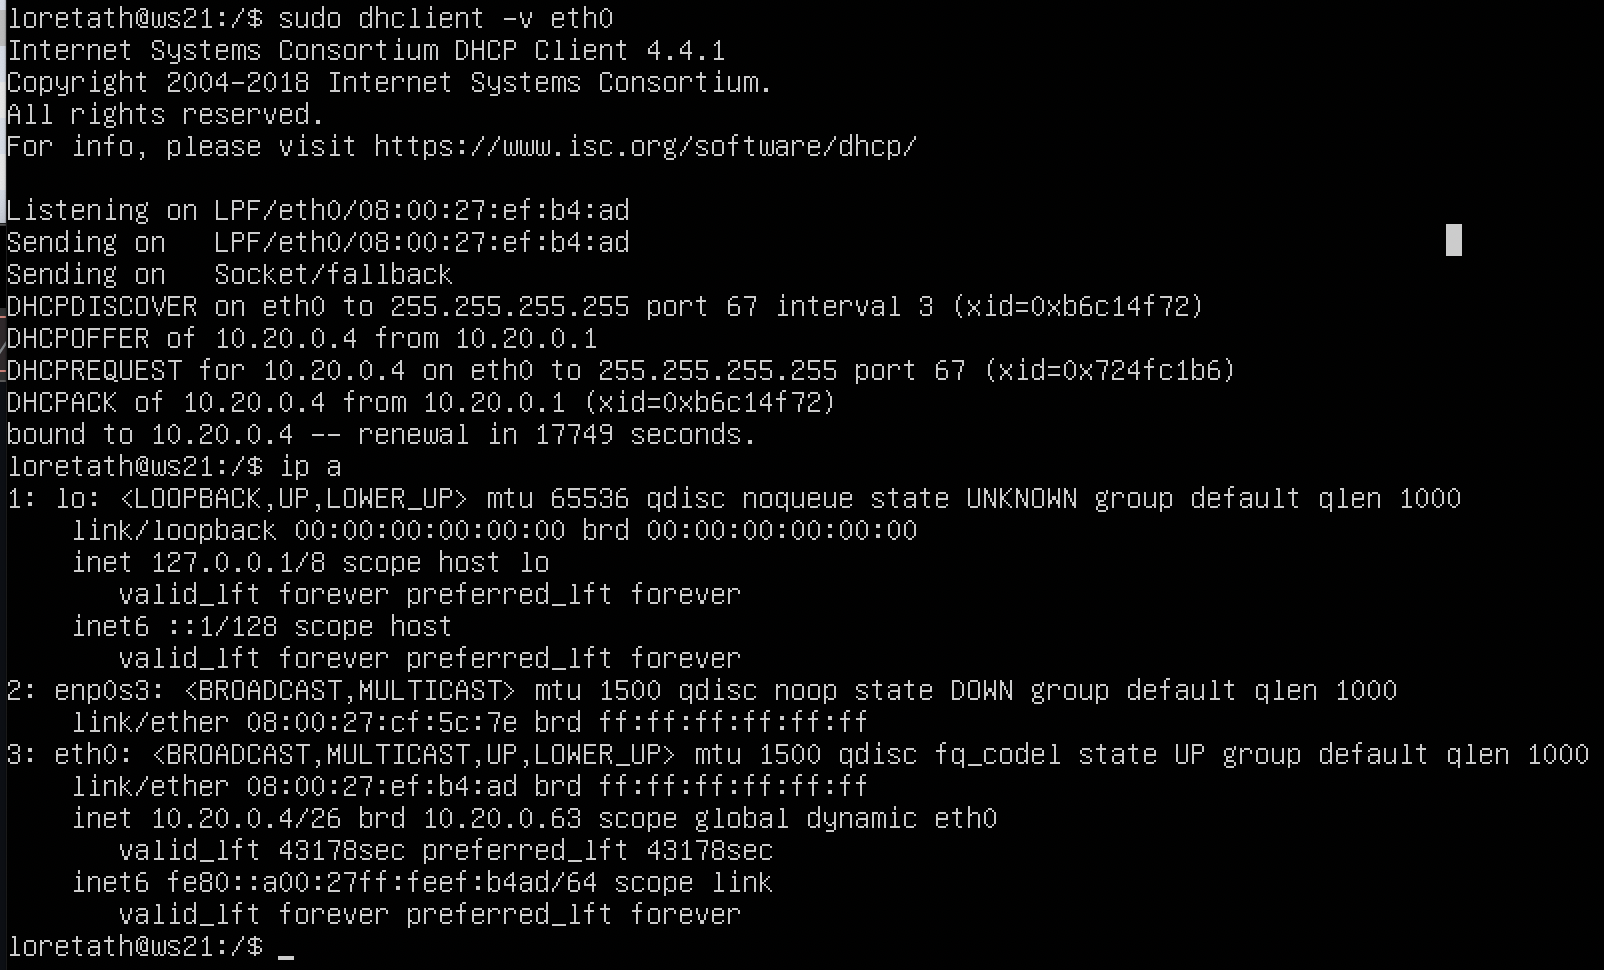 loretath@ws21:/$ sudo dhclient -v eth0
Internet Systems Consortium DHCP Client 4.4.1
Copyright 2004-2018 Internet Systems Consortium.
All rights reserved.
For info, please visit https://www.isc.org/software/dhcp/

Listening on LPF/eth0/08:00:27:ef:b4:ad
Sending on   LPF/eth0/08:00:27:ef:b4:ad
Sending on   Socket/fallback
DHCPDISCOVER on eth0 to 255.255.255.255 port 67 interval 3 (xid=0xb6c14f72)
DHCPOFFER of 10.20.0.4 from 10.20.0.1
DHCPREQUEST for 10.20.0.4 on eth0 to 255.255.255.255 port 67 (xid=0x724fc1b6)
DHCPACK of 10.20.0.4 from 10.20.0.1 (xid=0xb6c14f72)
bound to 10.20.0.4 -- renewal in 17749 seconds.
loretath@ws21:/$ ip a
1: lo: <LOOPBACK,UP,LOWER_UP> mtu 65536 qdisc noqueue state UNKNOWN group default qlen 1000
    link/loopback 00:00:00:00:00:00 brd 00:00:00:00:00:00
    inet 127.0.0.1/8 scope host lo
       valid_lft forever preferred_lft forever
    inet6 ::1/128 scope host
       valid_lft forever preferred_lft forever
2: enp0s3: <BROADCAST,MULTICAST> mtu 1500 qdisc noop state DOWN group default qlen 1000
    link/ether 08:00:27:cf:5c:7e brd ff:ff:ff:ff:ff:ff
3: eth0: <BROADCAST,MULTICAST,UP,LOWER_UP> mtu 1500 qdisc fq_codel state UP group default qlen 1000
    link/ether 08:00:27:ef:b4:ad brd ff:ff:ff:ff:ff:ff
    inet 10.20.0.4/26 brd 10.20.0.63 scope global dynamic eth0
       valid_lft 43178sec preferred_lft 43178sec
    inet6 fe80::a00:27ff:feef:b4ad/64 scope link
       valid_lft forever preferred_lft forever
loretath@ws21:/$ _